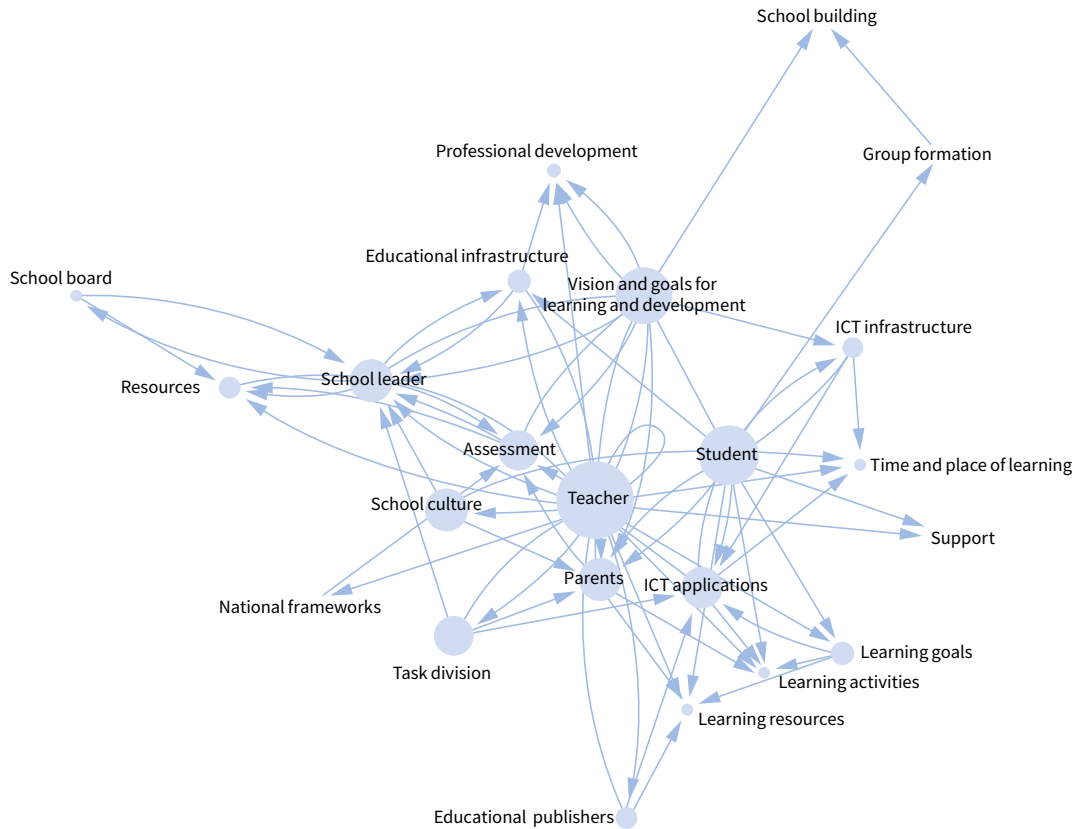 School building
Professional development
Group formation
Educational infrastructure
School board
Vision and goals for
learning and development
ICT infrastructure
School leader
Resources
Assessment
Student
Time and place of learning
Teacher
School culture
Support
Parents
ICT applications
National frameworks
Learning goals
Task division
Learning activities
Learning resources
Educational publishers